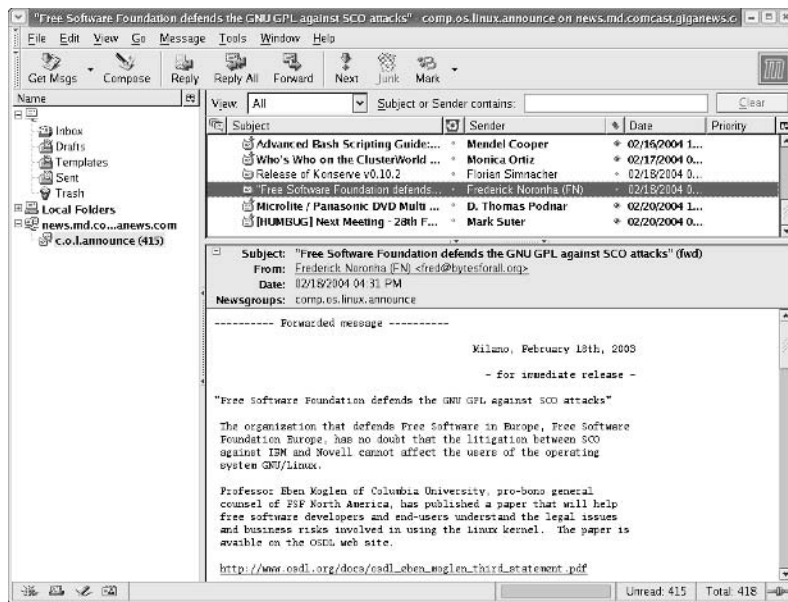 "Free Software Foundation defends the GNU GPL against SCO attacks" - comp.os.linux.announce on news.md.comcast.giganews.c
File Edit View Go Message Tools Window Help
Get Msgs Compose Reply Reply All Forward Next Junk Mark
Name
Inbox
Drafts
Templates
Sent
Trash
Local Folders
news.md.co...anews.com
c.o.l.announce (415)
View: All Subject or Sender contains: Clear
Subject Sender Date Priority
Advanced Bash Scripting Guide:... Mendel Cooper 02/16/2004 1...
Who's Who on the ClusterWorld ... Monica Ortiz 02/17/2004 0...
Release of Konserve v0.10.2 Florian Simnacher 02/18/2004 0...
"Free Software Foundation defends... Frederick Noronha (FN) 02/18/2004 0...
Microlite / Panasonic DVD Multi ... D. Thomas Podnar 02/20/2004 1...
[HUMBUG] Next Meeting - 28th F... Mark Suter 02/20/2004 0...
Subject: "Free Software Foundation defends the GNU GPL against SCO attacks" (fwd)
From: Frederick Noronha (FN) <fred@bytesforall.org>
Date: 02/18/2004 04:31 PM
Newsgroups: comp.os.linux.announce
---------- Forwarded message ----------
Milano, February 18th, 2003
- for immediate release -
"Free Software Foundation defends the GNU GPL against SCO attacks"
The organization that defends Free Software in Europe, Free Software
Foundation Europe, has no doubt that the litigation between SCO
against IBM and Novell cannot affect the users of the operating
system GNU/Linux.
Professor Eben Moglen of Columbia University, pro-bono general
counsel of FSF North America, has published a paper that will help
free software developers and end-users understand the legal issues
and business risks involved in using the Linux kernel. The paper is
avaible on the OSDL web site.
http://www.osdl.org/docs/osdl_eben_moglen_third_statement.pdf
Unread: 415 Total: 418